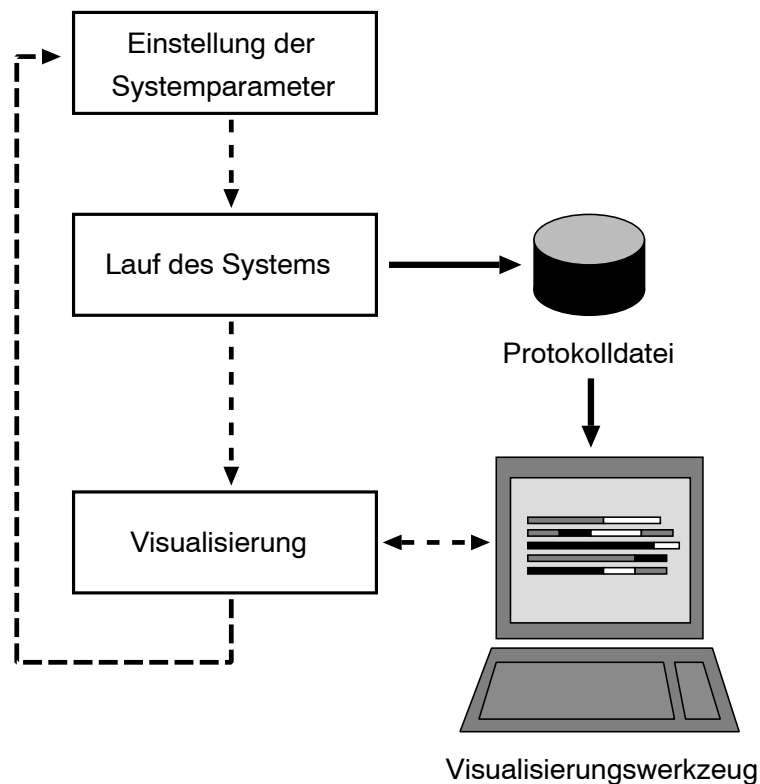 Einstellung der
Systemparameter
Lauf des Systems
Protokolldatei
Visualisierung
Visualisierungswerkzeug